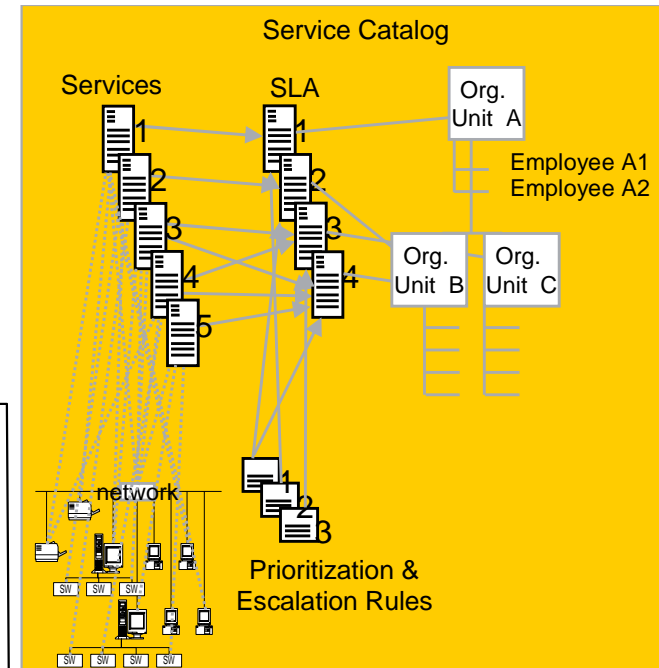 Service Catalog
Services
SLA
Org.
Unit A
1
2
3
4
5
1
2
3
4
Employee A1
Employee A2
Org.
Unit B
Org.
Unit C
network
1
2
3
SW
SW
SW
SW
SW
SW
SW
Prioritization &
Escalation Rules